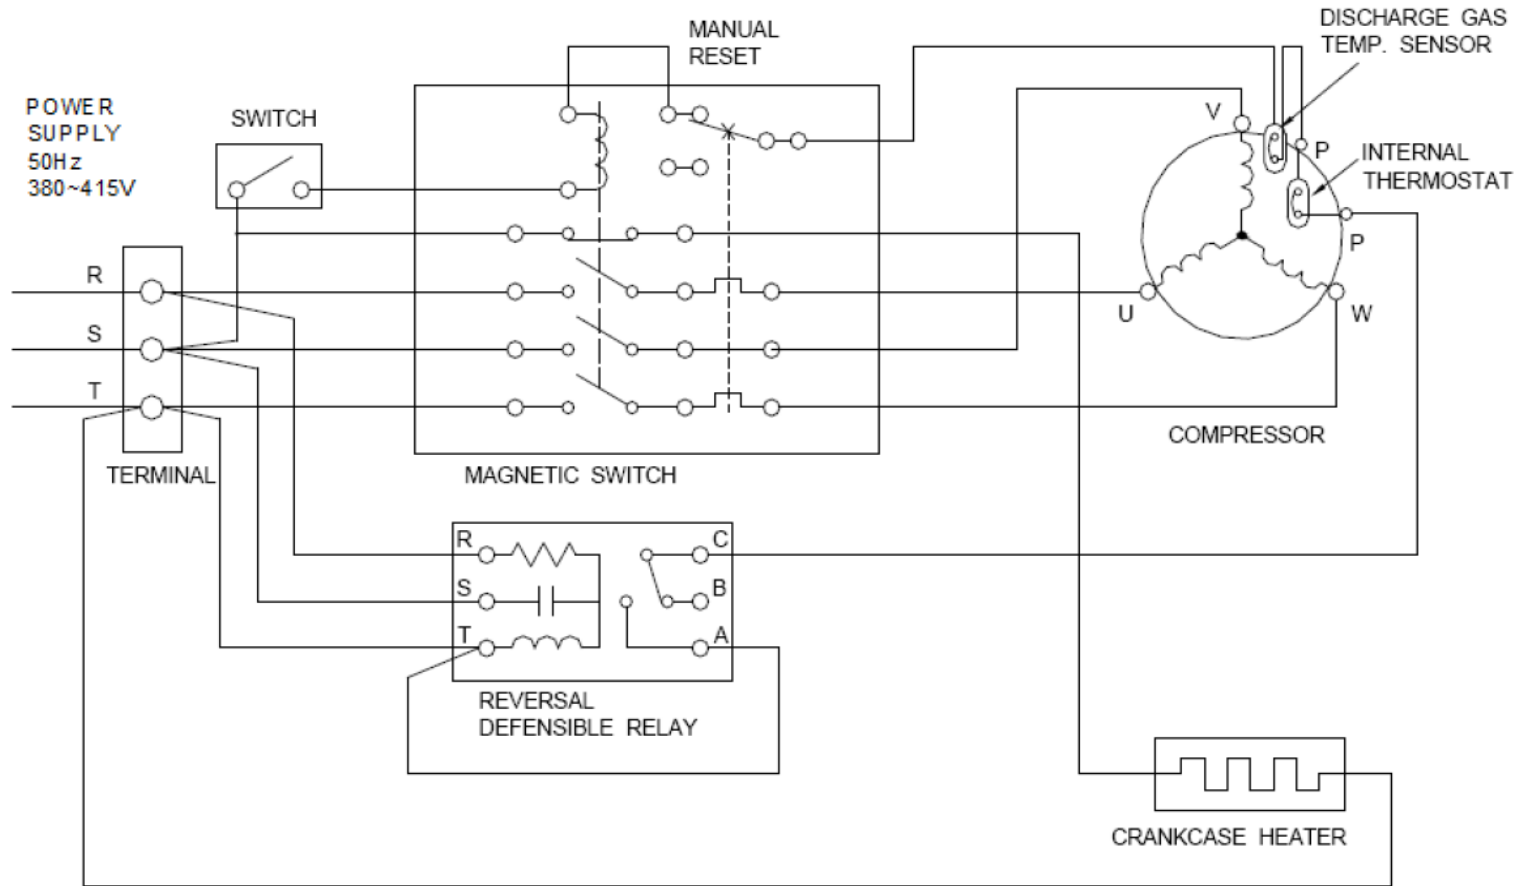 MANUAL
RESET
DISCHARGE GAS
TEMP. SENSOR
POWER
SUPPLY
50Hz
380~415V
SWITCH
V
P
INTERNAL
THERMOSTAT
P
R
U
W
S
T
COMPRESSOR
TERMINAL
MAGNETIC SWITCH
R
C
S
B
T
A
REVERSAL
DEFENSIBLE RELAY
CRANKCASE HEATER